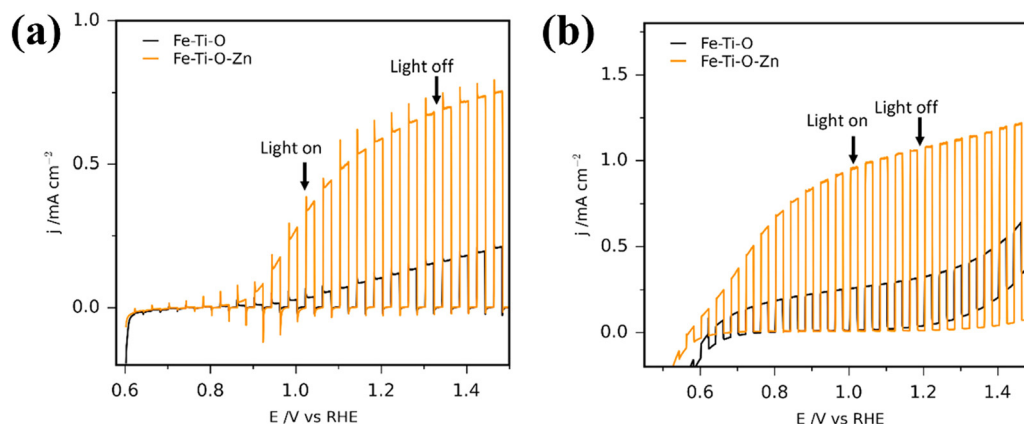 (a)
1.0
0.5
0.0
j /mA cm⁻²
Fe-Ti-O
Fe-Ti-O-Zn
Light on
Light off
0.6 0.8 1.0 1.2 1.4
E /V vs RHE
(b)
1.5
1.0
0.5
0.0
j /mA cm⁻²
Fe-Ti-O
Fe-Ti-O-Zn
Light on
Light off
0.6 0.8 1.0 1.2 1.4
E /V vs RHE